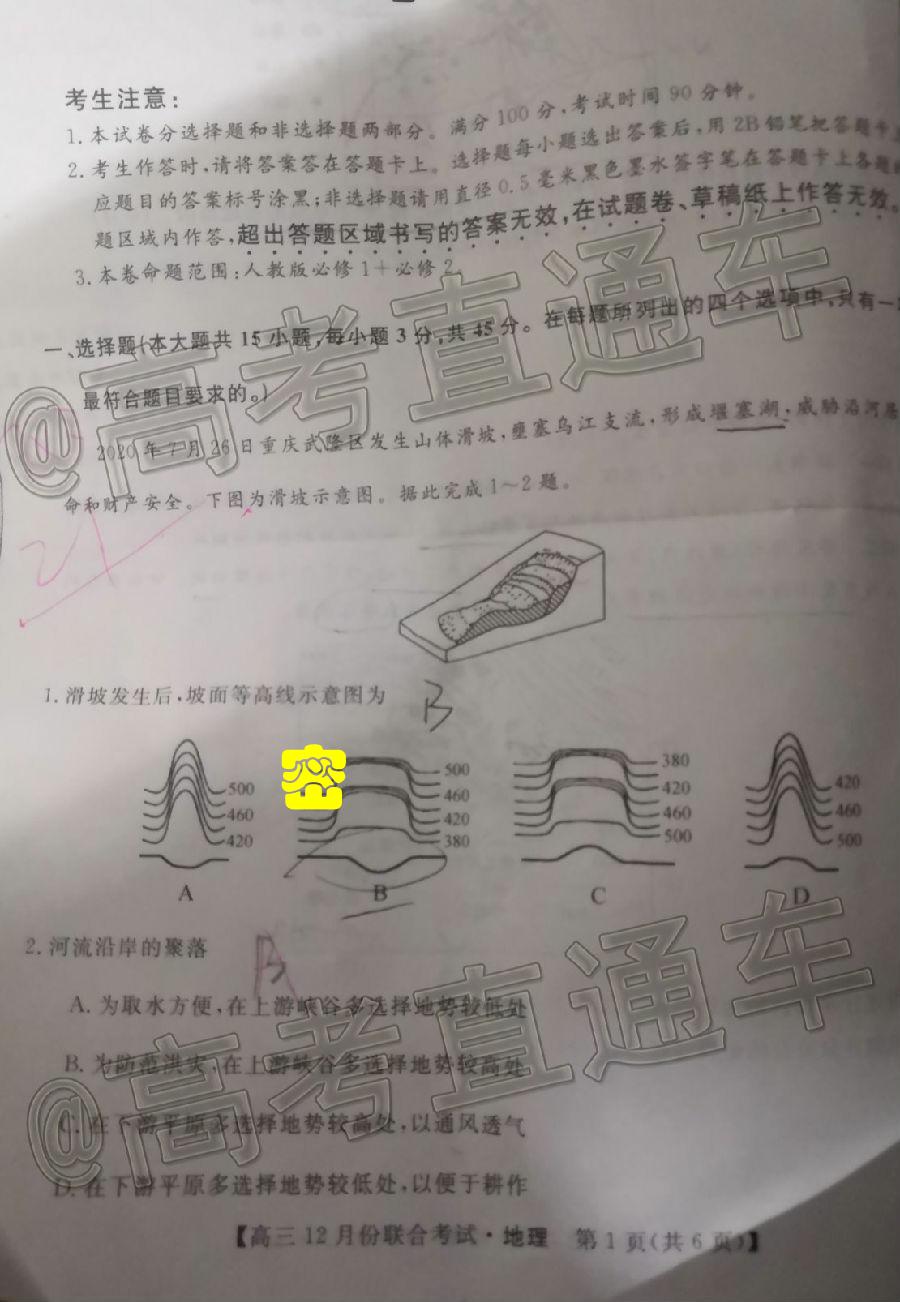 考生注意:
1.本试卷分选择题和非选择题两部分。满分100分,考试时间90分钟。
2.考生作答时,请将答案答在答题卡上。选择题每小题选出答案后,用2B铅笔把答题卡
应题目的答案标号涂黑;非选择题请用直径0.5毫米黑色墨水签字笔在答题卡上各题
题区域内作答,超出答题区域书写的答案无效,在试题卷、草稿纸上作答无效。
3.本卷命题范围:人教版必修1+必修2
一、选择题(本大题共15小题,每小题3分,共45分。在每题所列出的四个选项中,只有一
最符合题目要求的。)
2020年7月26日重庆武隆区发生山体滑坡,壅塞乌江支流,形成堰塞湖,威胁沿河居
命和财产安全。下图为滑坡示意图。据此完成1~2题。
1.滑坡发生后,坡面等高线示意图为
B
500 460 420
A
500 460 420 380
B
380 420 460 500
C
420 460 500
D
2.河流沿岸的聚落
B
A.为取水方便,在上游峡谷多选择地势较低处
B.为防范洪灾,在上游峡谷多选择地势较高处
C.在下游平原多选择地势较高处,以通风透气
D.在下游平原多选择地势较低处,以便于耕作
【高三12月份联合考试·地理 第1页(共6页)】
@高考直通车
@高考直通车